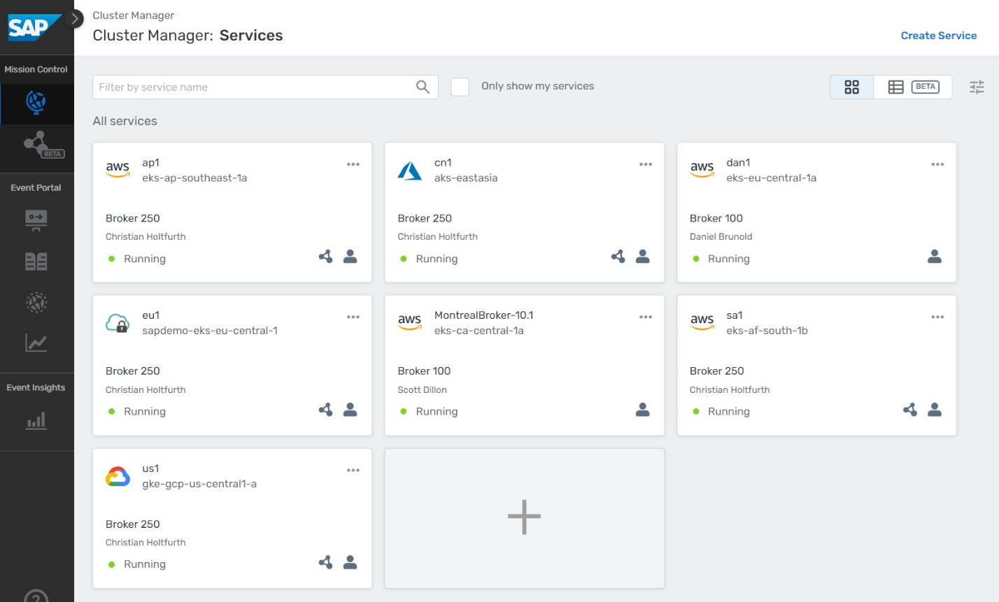 SAP
Cluster Manager
Cluster Manager: Services
Create Service
Mission Control
BETA
Event Portal
Event Insights
?
Filter by service name
Only show my services
BETA
All services
aws
ap1
eks-ap-southeast-1a
Broker 250
Christian Holtfurth
Running
cn1
aks-eastasia
Broker 250
Christian Holtfurth
Running
aws
dan1
eks-eu-central-1a
Broker 100
Daniel Brunold
Running
eu1
sapdemo-eks-eu-central-1
Broker 250
Christian Holtfurth
Running
aws
MontrealBroker-10.1
eks-ca-central-1a
Broker 100
Scott Dillon
Running
aws
sa1
eks-af-south-1b
Broker 250
Christian Holtfurth
Running
us1
gke-gcp-us-central1-a
Broker 250
Christian Holtfurth
Running